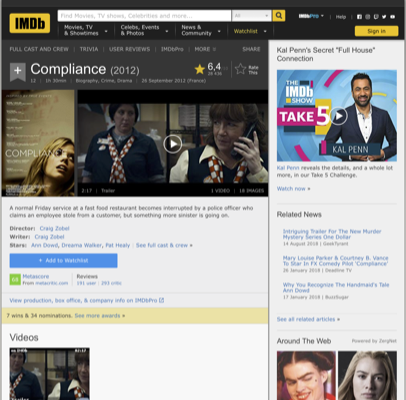 IMDb
Find Movies, TV shows, Celebrities and more...
All
IMDbPro
Help
Movies, TV
& Showtimes
Celebs, Events
& Photos
News &
Community
Watchlist
Sign in
FULL CAST AND CREW | TRIVIA | USER REVIEWS | IMDbPro | MORE
SHARE
Compliance (2012)
6,4
Rate
This
1h 30min | Biography, Crime, Drama | 26 September 2012 (France)
COMPLIANCE
2:17 | Trailer
1 VIDEO | 18 IMAGES
A normal Friday service at a fast food restaurant becomes interrupted by a police officer who
claims an employee stole from a customer, but something more sinister is going on.
Director: Craig Zobel
Writer: Craig Zobel
Stars: Ann Dowd, Dreama Walker, Pat Healy | See full cast & crew »
+ Add to Watchlist
Metascore
From metacritic.com
Reviews
191 user | 293 critic
View production, box office, & company info on IMDbPro
7 wins & 34 nominations. See more awards »
Videos
Kal Penn's Secret "Full House"
Connection
THE
IMDb
SHOW
TAKE 5
KAL PENN
Kal Penn reveals the details, and a whole lot
more, in our Take 5 Challenge.
Watch now »
Related News
Intriguing Trailer For The New Murder
Mystery Series One Dollar
14 August 2018 | GeekTyrant
Mary Louise Parker & Courtney B. Vance
To Star In FX Comedy Pilot 'Compliance'
26 January 2018 | Deadline TV
Why You Recognize The Handmaid's Tale
Ann Dowd
17 January 2018 | BuzzSugar
See all related articles »
Around The Web
Powered by ZergNet